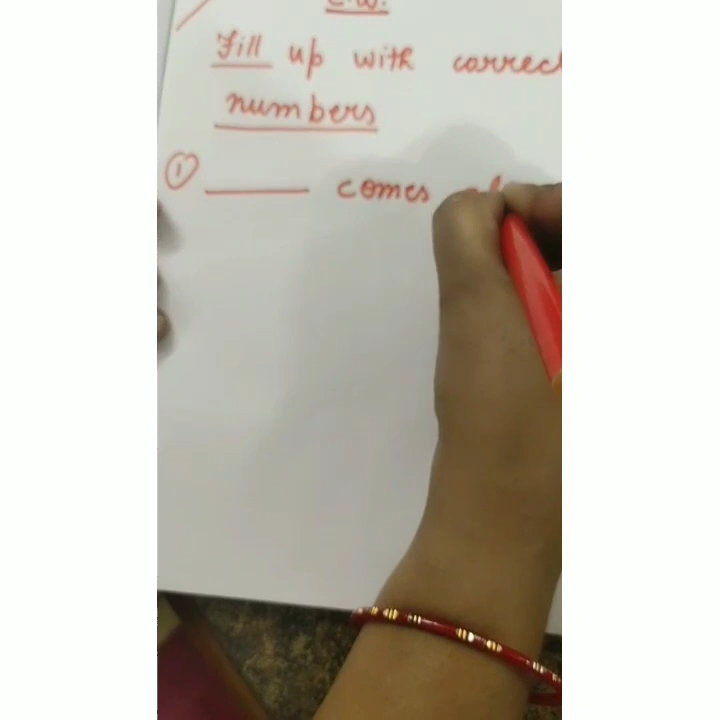 C.W.
Fill up with correct
numbers
① ______ comes